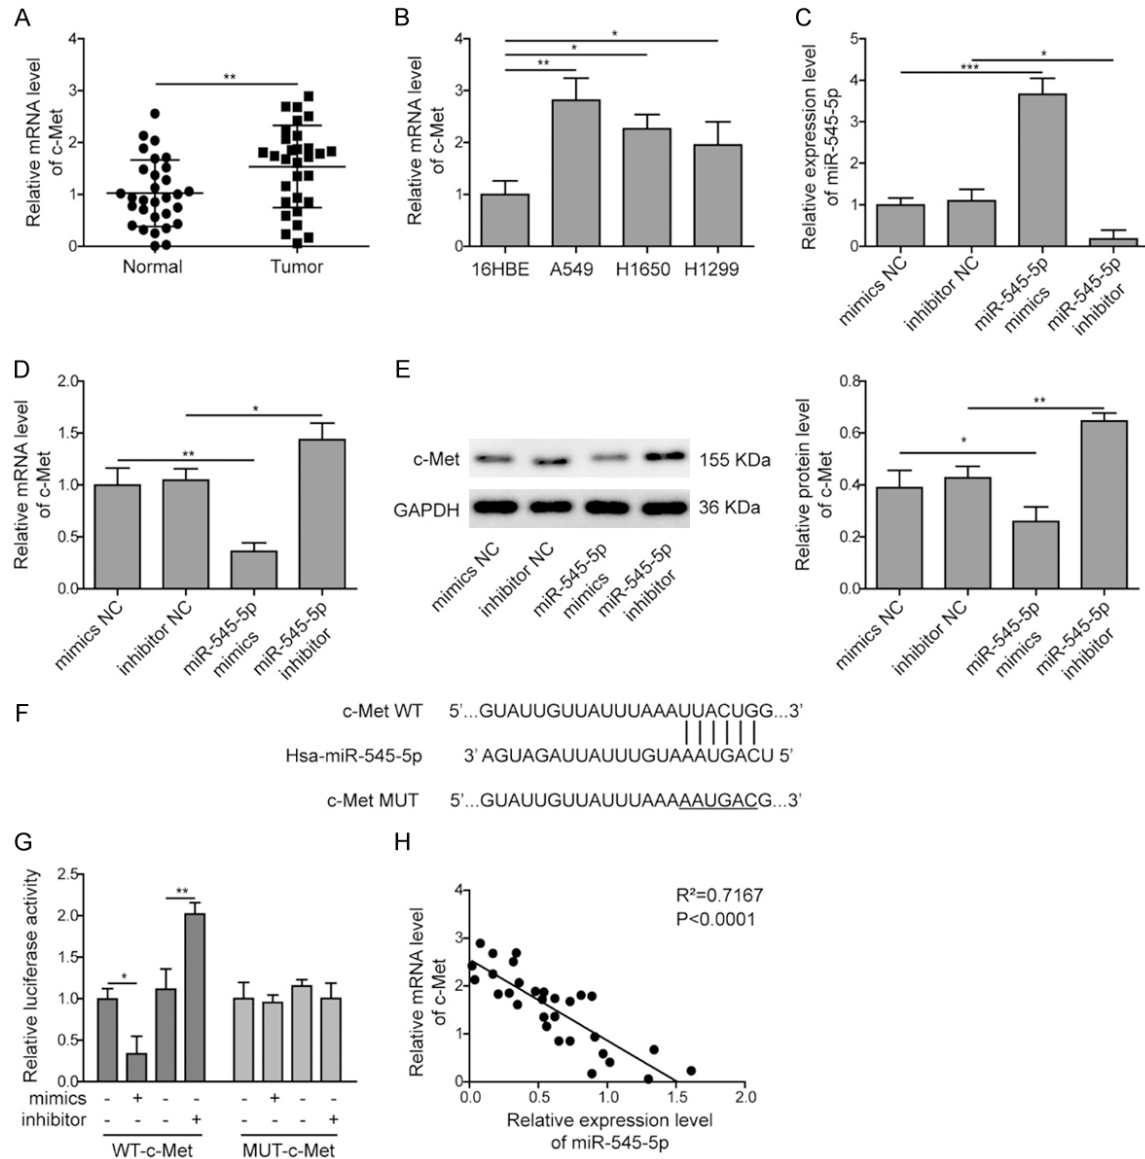 A
Relative mRNA level
of c-Met
4
3
2
1
0
**
Normal
Tumor
B
Relative mRNA level
of c-Met
4
3
2
1
0
*
*
**
16HBE
A549
H1650
H1299
C
Relative expression level
of miR-545-5p
5
4
3
2
1
0
***
*
mimics NC
inhibitor NC
miR-545-5p
mimics
miR-545-5p
inhibitor
D
Relative mRNA level
of c-Met
2.0
1.5
1.0
0.5
0.0
**
*
mimics NC
inhibitor NC
miR-545-5p
mimics
miR-545-5p
inhibitor
E
c-Met
155 KDa
GAPDH
36 KDa
mimics NC
inhibitor NC
miR-545-5p
mimics
miR-545-5p
inhibitor
Relative protein level
of c-Met
0.8
0.6
0.4
0.2
0.0
*
**
mimics NC
inhibitor NC
miR-545-5p
mimics
miR-545-5p
inhibitor
F
c-Met WT 5’...GUAUUGUUAUUUAAAUUACUGG...3’
Hsa-miR-545-5p 3’ AGUAGAUUAUUUGUAAAUGACU 5’
c-Met MUT 5’...GUAUUGUUAUUUAAAAAUGACG...3’
G
Relative luciferase activity
2.5
2.0
1.5
1.0
0.5
0.0
*
**
mimics - + - - - + - -
inhibitor - - - + - - - +
WT-c-Met
MUT-c-Met
H
Relative mRNA level
of c-Met
4
3
2
1
0
R²=0.7167
P<0.0001
0.0
0.5
1.0
1.5
2.0
Relative expression level
of miR-545-5p